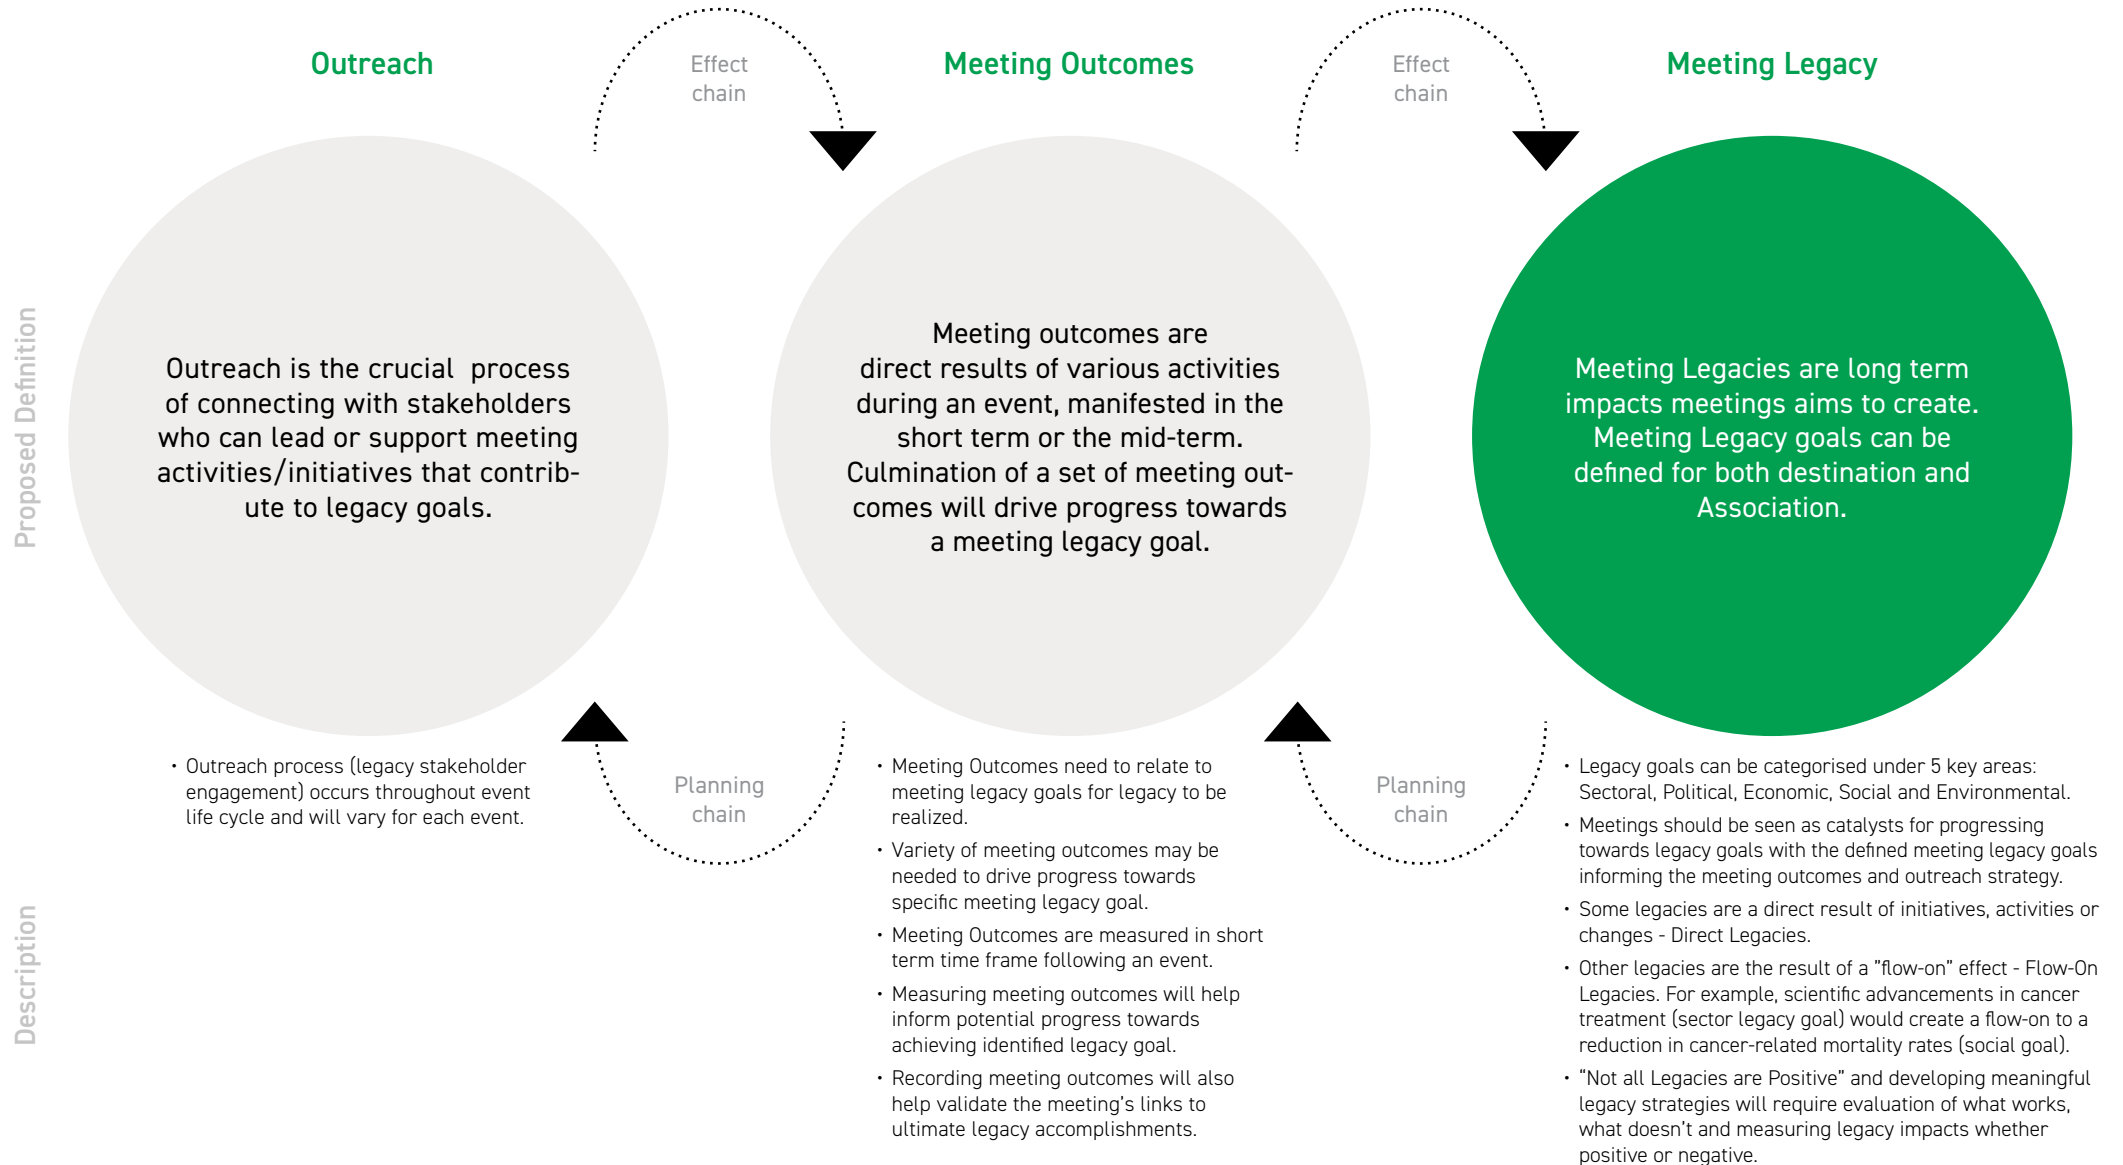 Outreach
Effect
chain
Meeting Outcomes
Effect
chain
Meeting Legacy
Proposed Definition
Outreach is the crucial  process
of connecting with stakeholders
who can lead or support meeting
activities/initiatives that contrib-
ute to legacy goals.
Meeting outcomes are
direct results of various activities
during an event, manifested in the
short term or the mid-term.
Culmination of a set of meeting out-
comes will drive progress towards
a meeting legacy goal.
Meeting Legacies are long term
impacts meetings aims to create.
Meeting Legacy goals can be
defined for both destination and
Association.
Description
• Outreach process (legacy stakeholder
engagement) occurs throughout event
life cycle and will vary for each event.
Planning
chain
• Meeting Outcomes need to relate to
meeting legacy goals for legacy to be
realized.
• Variety of meeting outcomes may be
needed to drive progress towards
specific meeting legacy goal.
• Meeting Outcomes are measured in short
term time frame following an event.
• Measuring meeting outcomes will help
inform potential progress towards
achieving identified legacy goal.
• Recording meeting outcomes will also
help validate the meeting's links to
ultimate legacy accomplishments.
Planning
chain
• Legacy goals can be categorised under 5 key areas:
Sectoral, Political, Economic, Social and Environmental.
• Meetings should be seen as catalysts for progressing
towards legacy goals with the defined meeting legacy goals
informing the meeting outcomes and outreach strategy.
• Some legacies are a direct result of initiatives, activities or
changes - Direct Legacies.
• Other legacies are the result of a ”flow-on” effect - Flow-On
Legacies. For example, scientific advancements in cancer
treatment (sector legacy goal) would create a flow-on to a
reduction in cancer-related mortality rates (social goal).
• “Not all Legacies are Positive” and developing meaningful
legacy strategies will require evaluation of what works,
what doesn't and measuring legacy impacts whether
positive or negative.